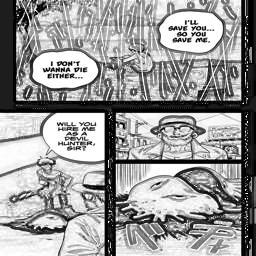 I'LL
SAVE YOU...
SO YOU
SAVE ME.
I DON'T
WANNA DIE
EITHER...
WILL YOU
HIRE ME
AS A
DEVIL
HUNTER,
SIR?